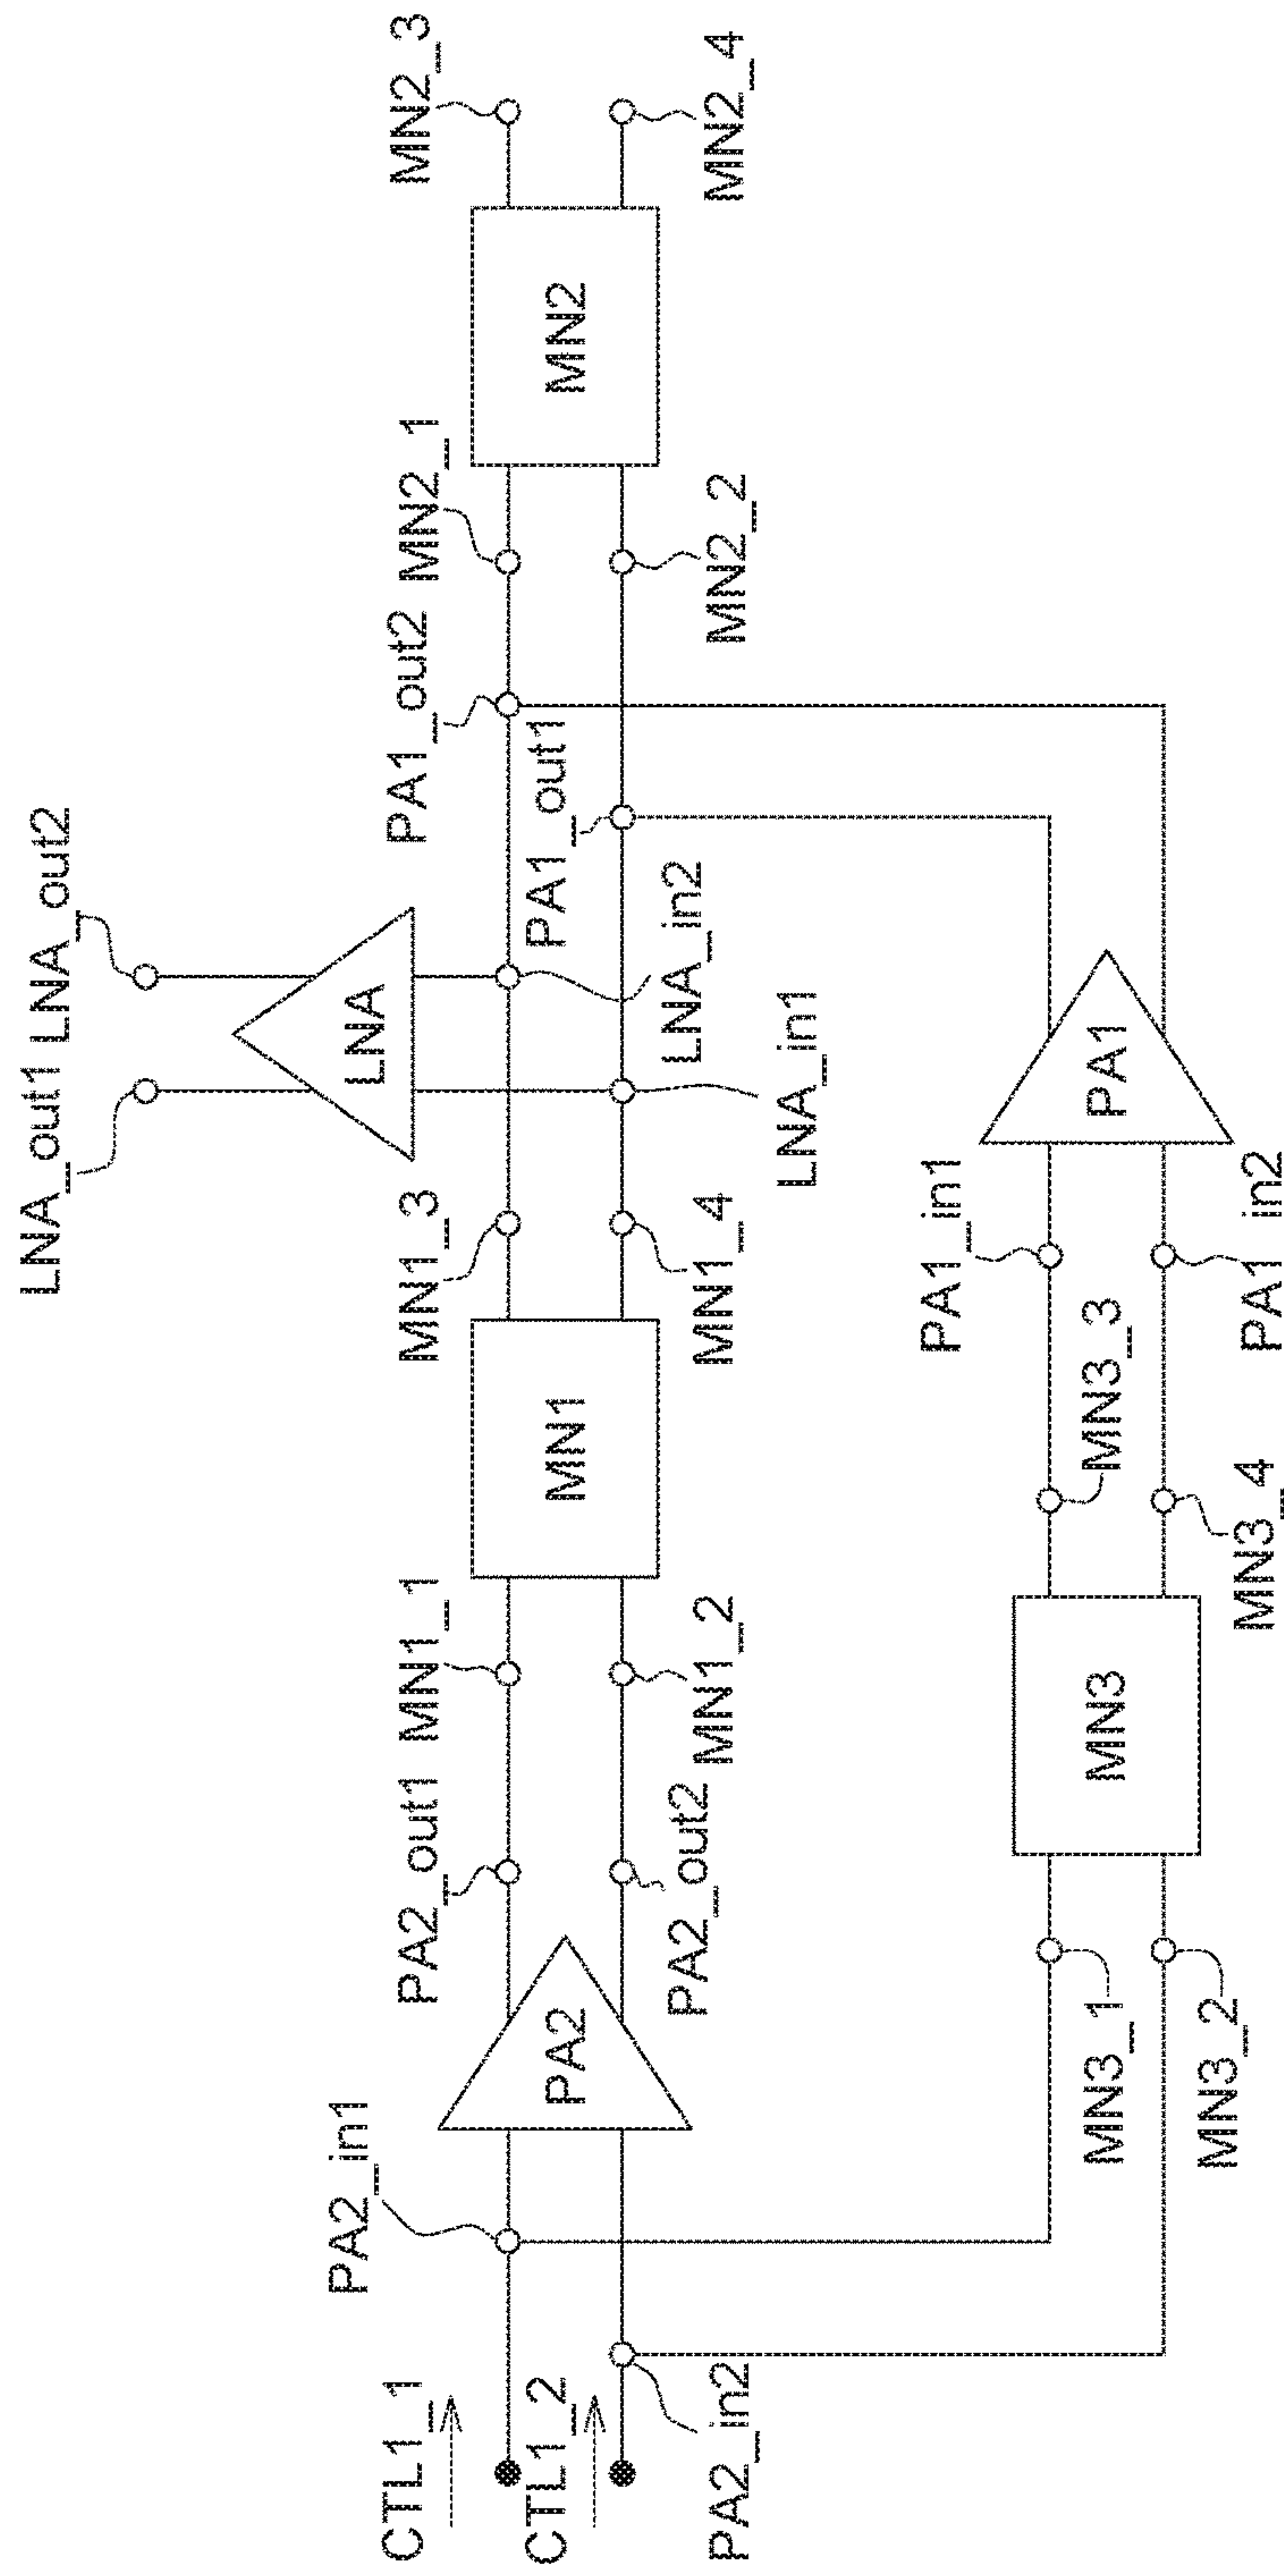 LNA_out1
LNA_out2
LNA
CTL1_1
PA2_in1
PA2_out1
MN1_1
MN1_3
PA1_out2
MN2_1
MN2_3
CTL1_2
PA2
MN1
PA1_out1
MN2
PA2_in2
PA2_out2
MN1_2
MN1_4
LNA_in1
LNA_in2
MN2_2
MN2_4
PA1_in1
MN3_1
MN3
MN3_3
PA1
MN3_2
MN3_4
PA1_in2